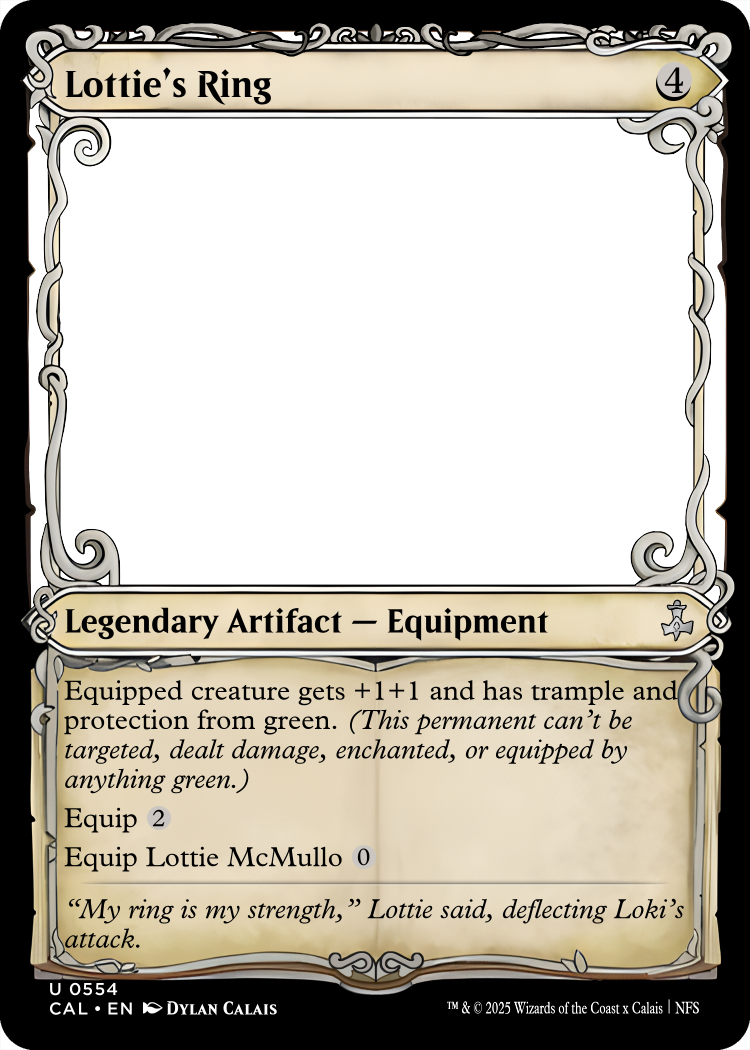 Lottie's Ring 4
Legendary Artifact — Equipment
Equipped creature gets +1+1 and has trample and
protection from green. (This permanent can't be
targeted, dealt damage, enchanted, or equipped by
anything green.)
Equip 2
Equip Lottie McMullo 0
“My ring is my strength,” Lottie said, deflecting Loki's
attack.
U 0554
CAL • EN DYLAN CALAIS
™ & © 2025 Wizards of the Coast x Calais | NFS